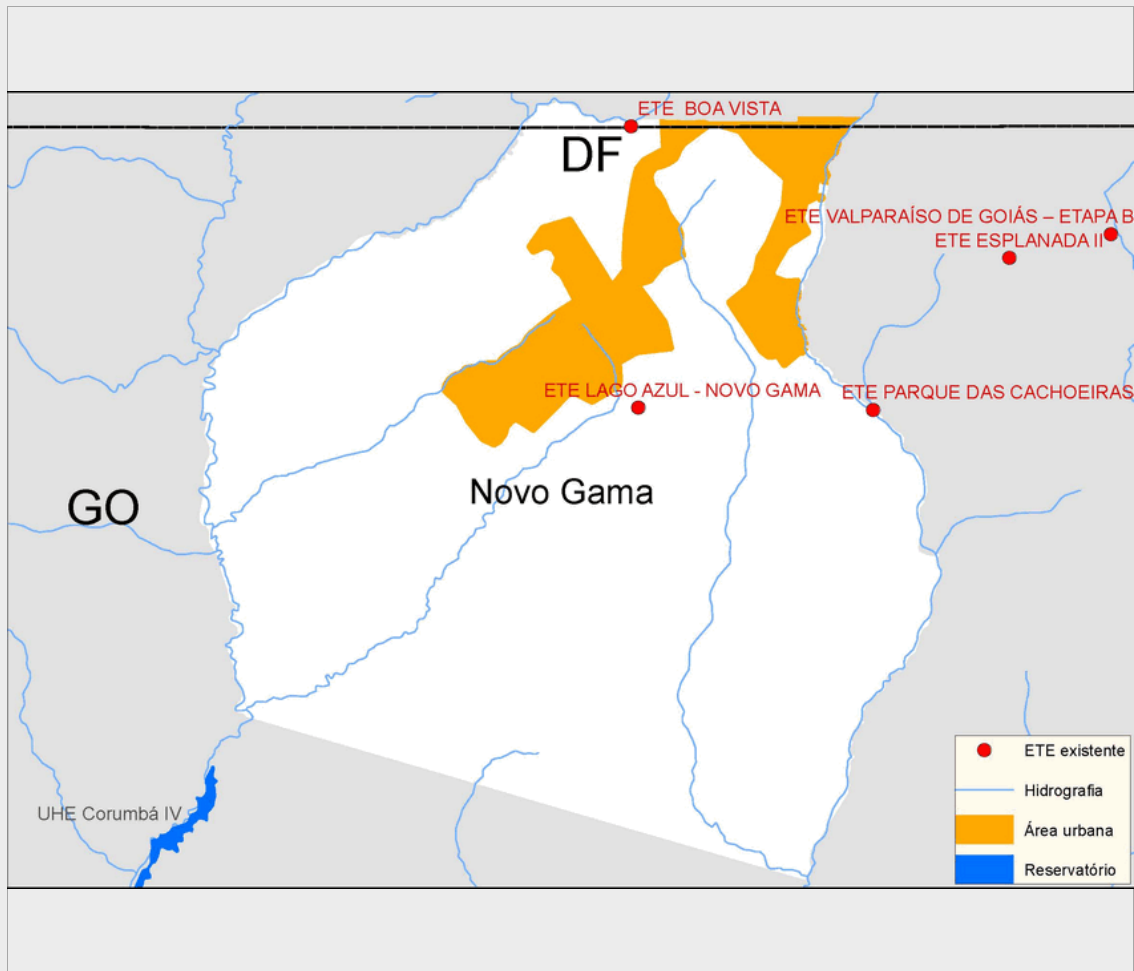 ETE BOA VISTA
DF
ETE VALPARAÍSO DE GOIÁS – ETAPA B
ETE ESPLANADA II
ETE LAGO AZUL - NOVO GAMA
ETE PARQUE DAS CACHOEIRAS
Novo Gama
GO
UHE Corumbá IV
ETE existente
Hidrografia
Área urbana
Reservatório